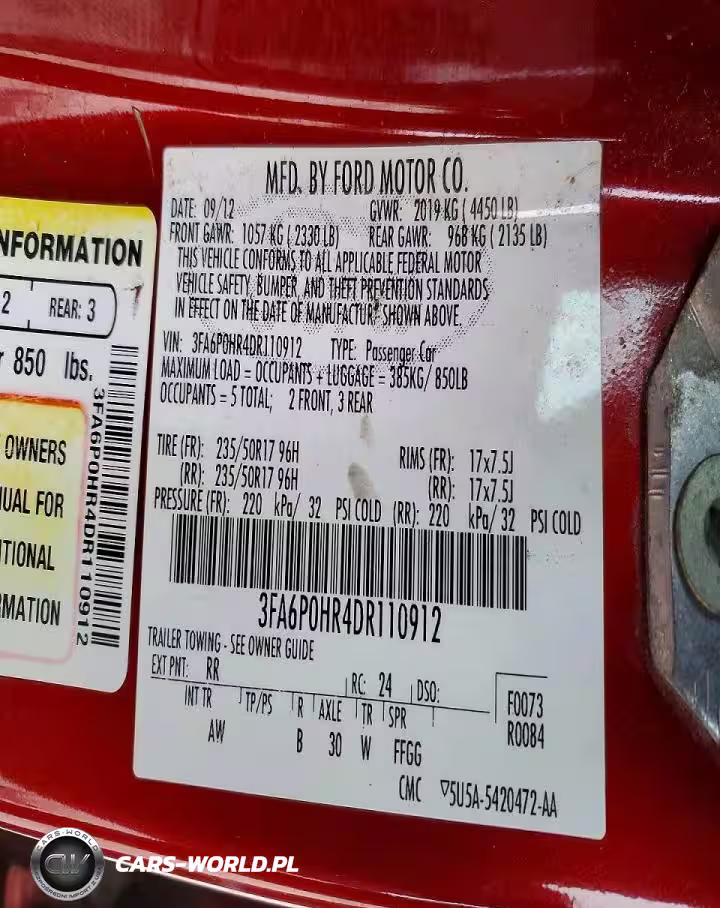 MFD. BY FORD MOTOR CO.
DATE: 09/12 GVWR: 2019 KG ( 4450 LB)
FRONT GAWR: 1057 KG ( 2330 LB) REAR GAWR: 968 KG ( 2135 LB)
THIS VEHICLE CONFORMS TO ALL APPLICABLE FEDERAL MOTOR
VEHICLE SAFETY, BUMPER, AND THEFT PREVENTION STANDARDS
IN EFFECT ON THE DATE OF MANUFACTURE SHOWN ABOVE.
VIN: 3FA6P0HR4DR110912 TYPE: Passenger Car
MAXIMUM LOAD = OCCUPANTS + LUGGAGE = 385KG/ 850LB
OCCUPANTS = 5 TOTAL; 2 FRONT, 3 REAR
TIRE (FR): 235/50R17 96H RIMS (FR): 17x7.5J
(RR): 235/50R17 96H (RR): 17x7.5J
PRESSURE (FR): 220 kPa/ 32 PSI COLD (RR): 220 kPa/ 32 PSI COLD
3FA6P0HR4DR110912
TRAILER TOWING - SEE OWNER GUIDE
EXT PNT: RR RC: 24 DSO: F0073
INT TR TP/PS R AXLE TR SPR R0084
AW B 30 W FFGG
CMC ▽5U5A-5420472-AA
NFORMATION
2 REAR: 3
r 850 lbs.
OWNERS
UAL FOR
ITIONAL
RMATION
3FA6P0HR4DR110912
CARS-WORLD
CW
CARS-WORLD.PL